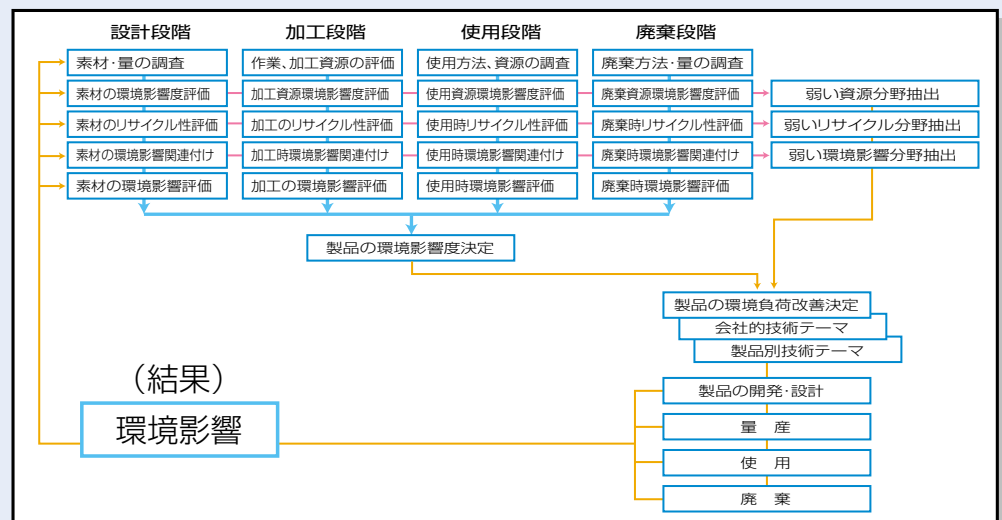 設計段階
加工段階
使用段階
廃棄段階
素材・量の調査
作業、加工資源の評価
使用方法、資源の調査
廃棄方法・量の調査
素材の環境影響度評価
加工資源環境影響度評価
使用資源環境影響度評価
廃棄資源環境影響度評価
弱い資源分野抽出
素材のリサイクル性評価
加工のリサイクル性評価
使用時リサイクル性評価
廃棄時リサイクル性評価
弱いリサイクル分野抽出
素材の環境影響関連付け
加工時環境影響関連付け
使用時環境影響関連付け
廃棄時環境影響関連付け
弱い環境影響分野抽出
素材の環境影響評価
加工の環境影響評価
使用時環境影響評価
廃棄時環境影響評価
製品の環境影響度決定
製品の環境負荷改善決定
会社的技術テーマ
製品別技術テーマ
（結果）
環境影響
製品の開発・設計
量　産
使　用
廃　棄